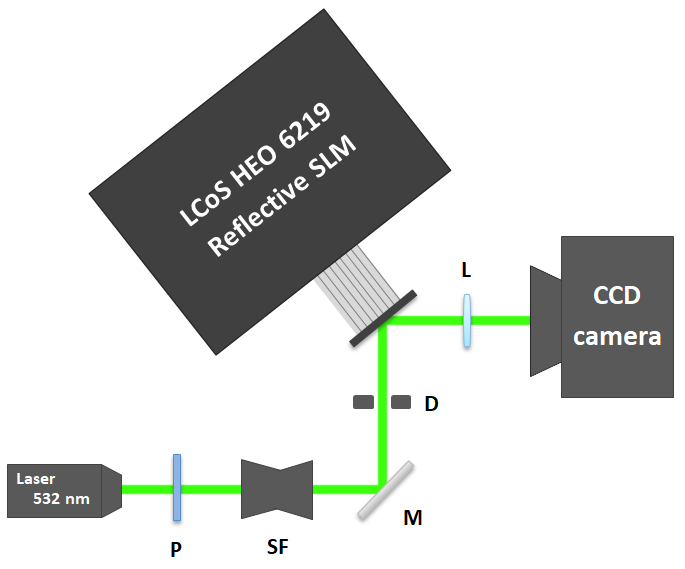 LCoS HEO 6219
Reflective SLM
L
CCD
camera
D
Laser
532 nm
M
P
SF